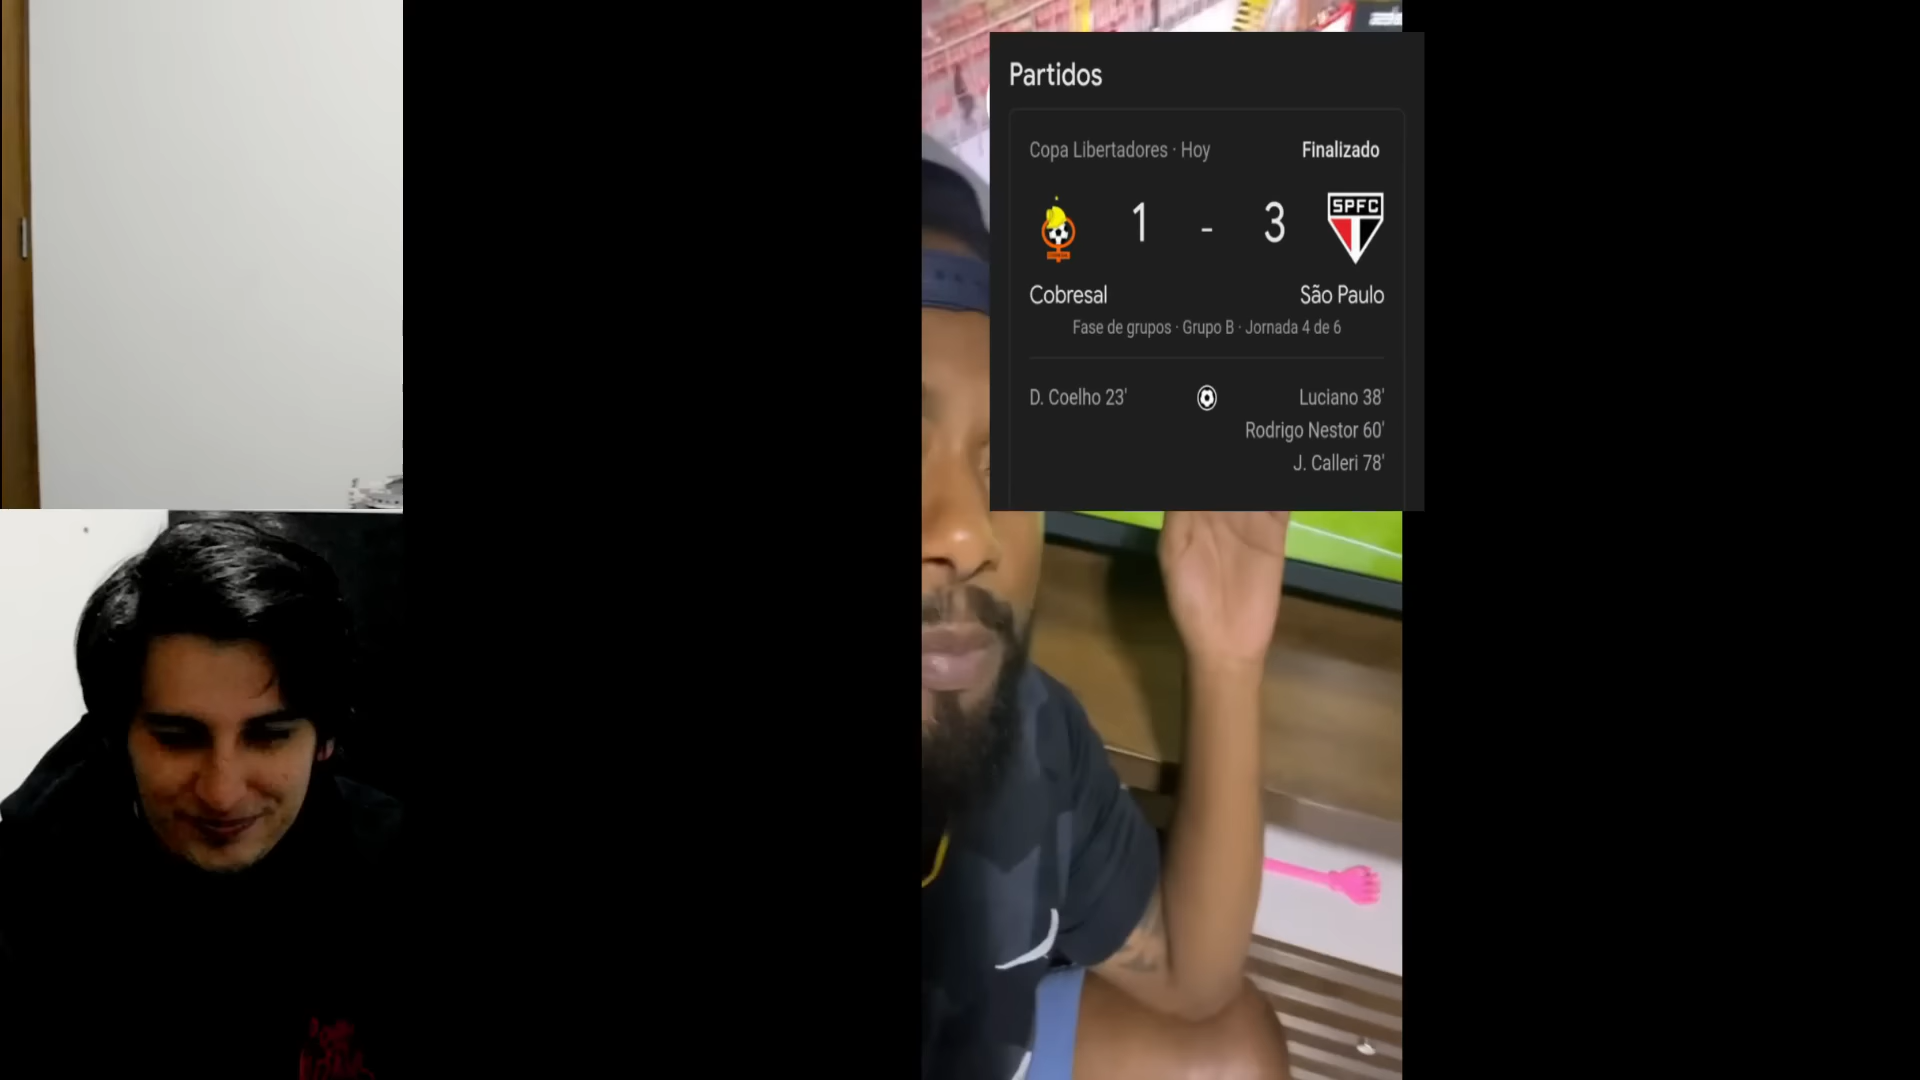 Partidos
Copa Libertadores · Hoy
Finalizado
1 - 3
SPFC
Cobresal
São Paulo
Fase de grupos · Grupo B · Jornada 4 de 6
D. Coelho 23'
Luciano 38'
Rodrigo Nestor 60'
J. Calleri 78'